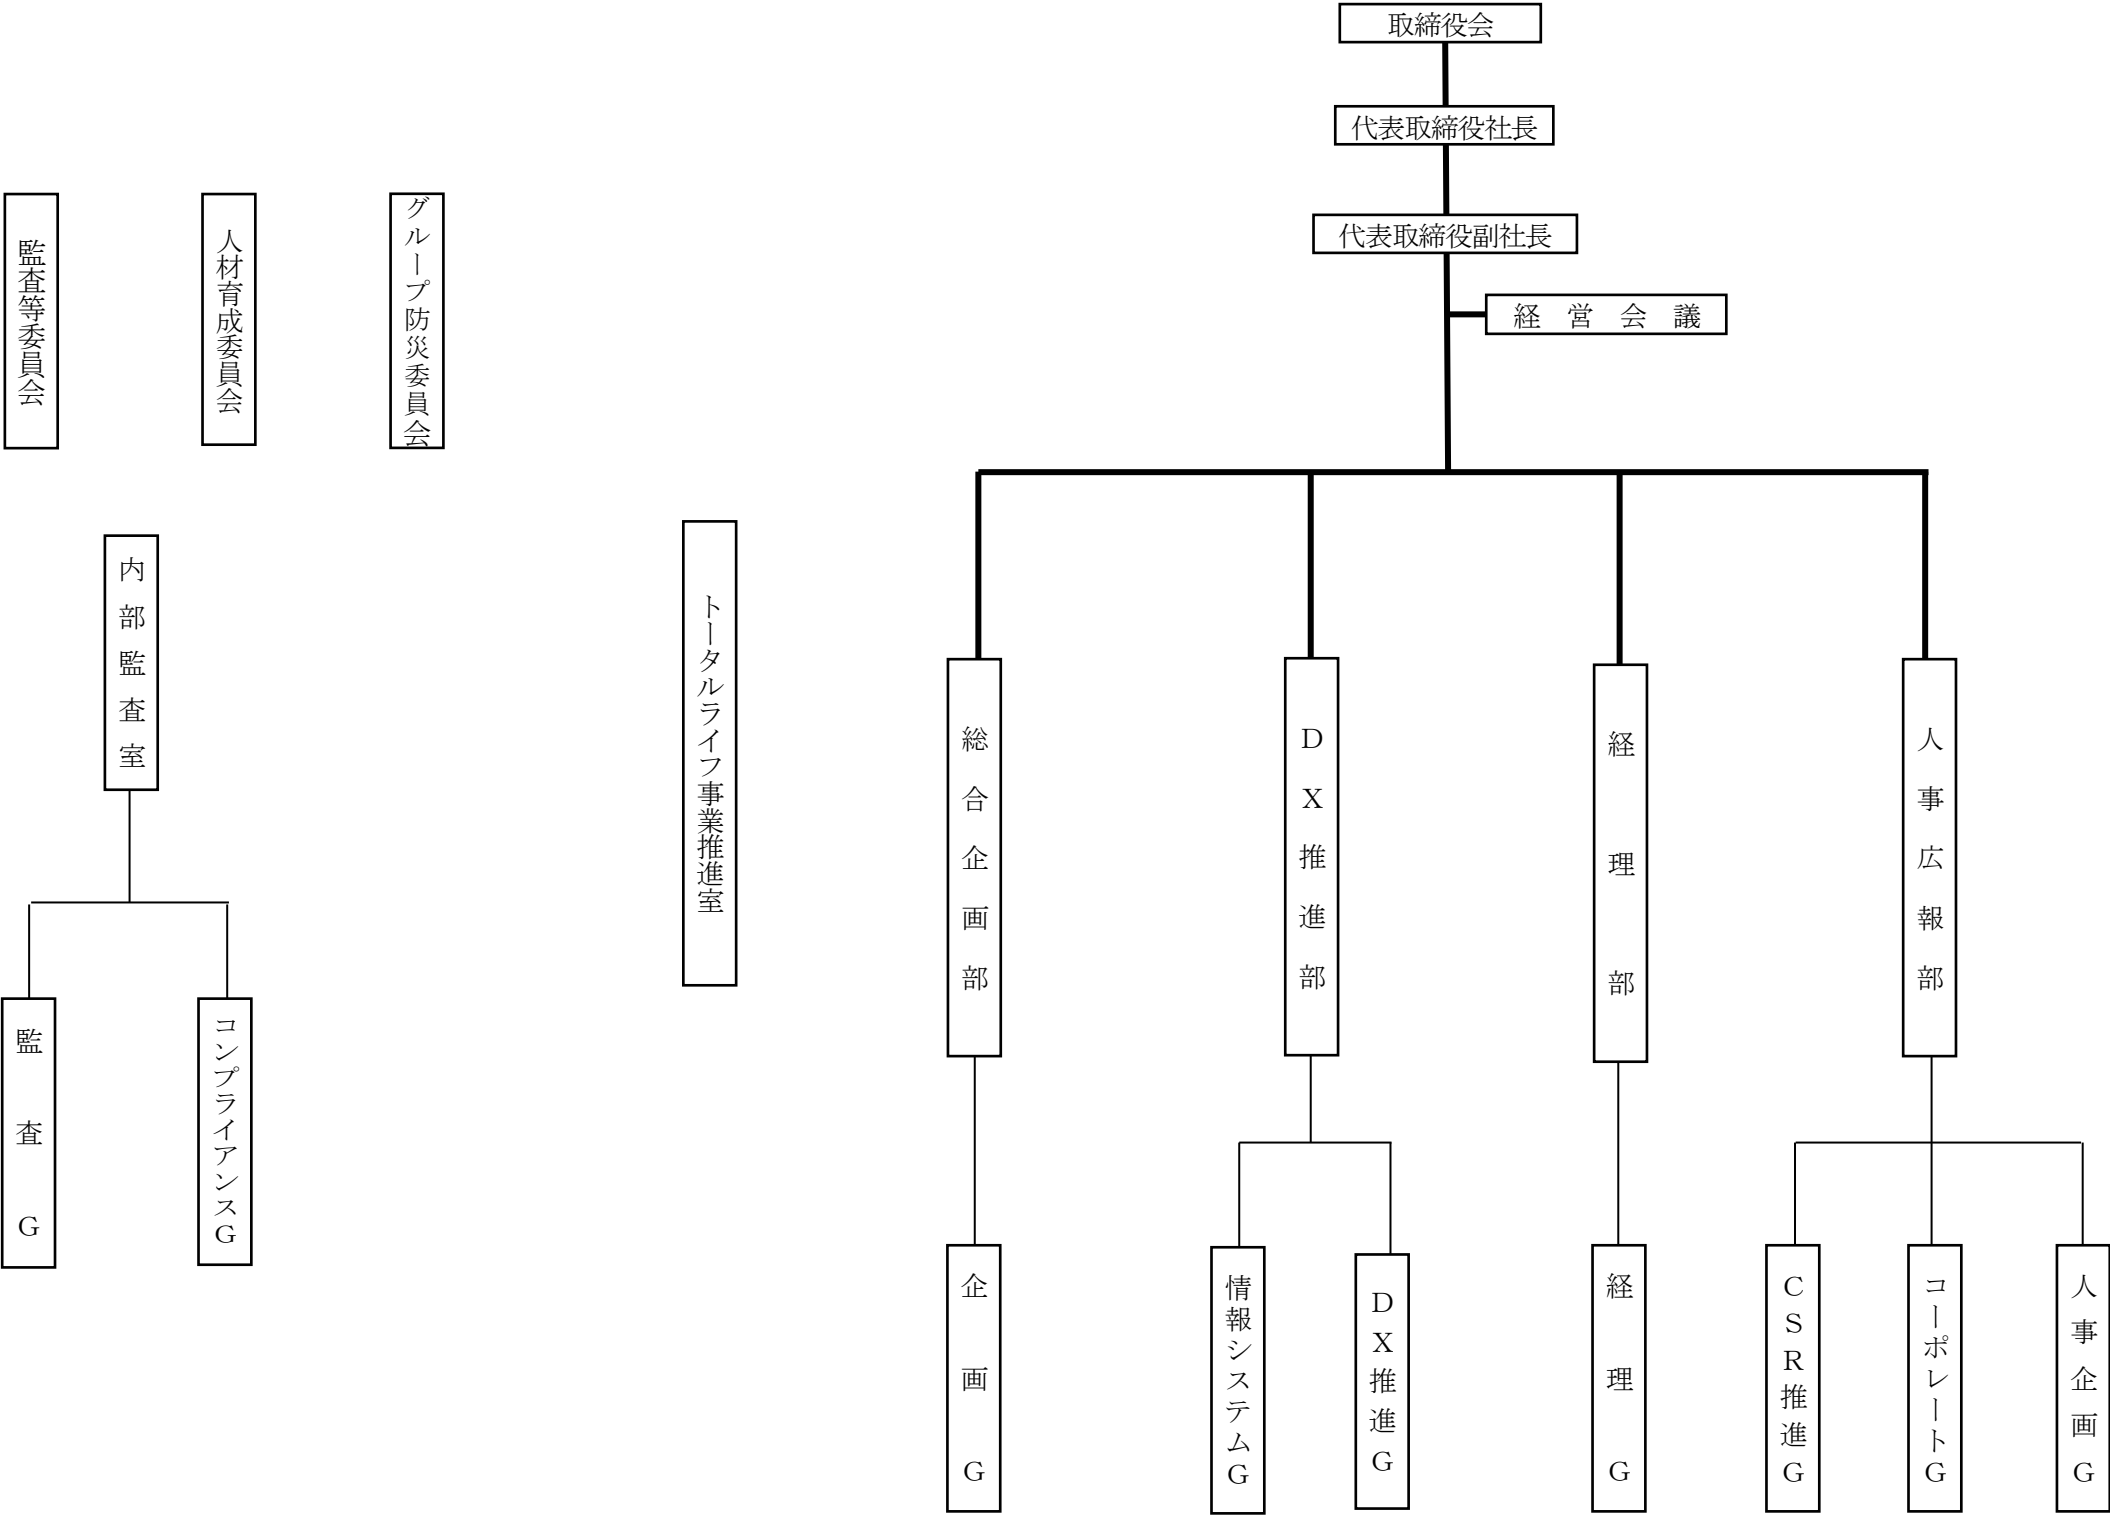 取締役会
代表取締役社長
代表取締役副社長
経　営　会　議
監査等委員会
人材育成委員会
グループ防災委員会
内部監査室
トータルライフ事業推進室
総合企画部
ＤＸ推進部
経理部
人事広報部
監査Ｇ
コンプライアンスＧ
企画Ｇ
情報システムＧ
ＤＸ推進Ｇ
経理Ｇ
ＣＳＲ推進Ｇ
コーポレートＧ
人事企画Ｇ